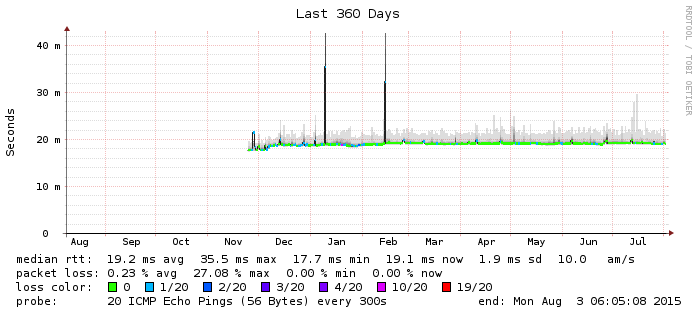 Last 360 Days
RRDTOOL / TOBI OETIKER
Seconds
40 m
30 m
20 m
10 m
0
Aug Sep Oct Nov Dec Jan Feb Mar Apr May Jun Jul
median rtt: 19.2 ms avg 35.5 ms max 17.7 ms min 19.1 ms now 1.9 ms sd 10.0 am/s
packet loss: 0.23 % avg 27.08 % max 0.00 % min 0.00 % now
loss color: 0 1/20 2/20 3/20 4/20 10/20 19/20
probe: 20 ICMP Echo Pings (56 Bytes) every 300s end: Mon Aug 3 06:05:08 2015